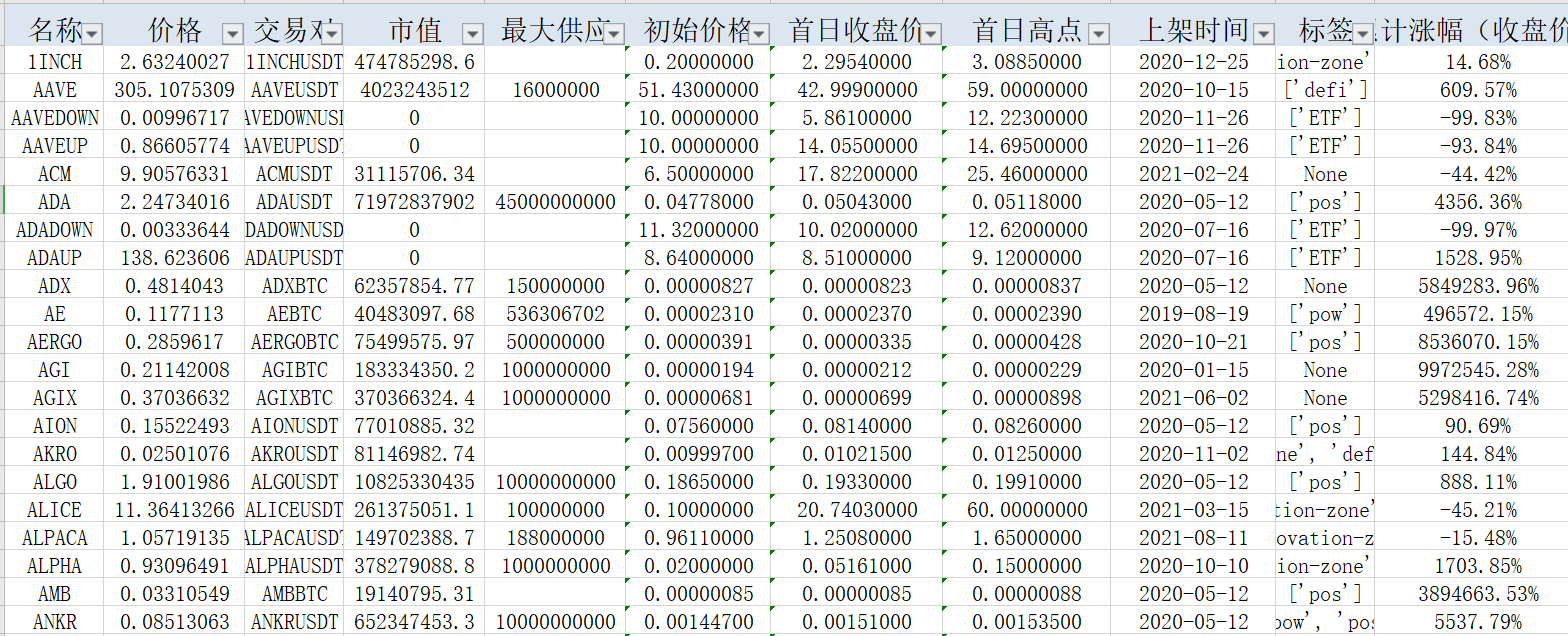 名称 价格 交易对 市值 最大供应 初始价格 首日收盘价 首日高点 上架时间 标签 计涨幅（收盘价
1INCH 2.63240027 1INCHUSDT 474785298.6 0.20000000 2.29540000 3.08850000 2020-12-25 ion-zone' 14.68%
AAVE 305.1075309 AAVEUSDT 4023243512 16000000 51.43000000 42.99900000 59.00000000 2020-10-15 ['defi'] 609.57%
AAVEDOWN 0.00996717 AVEDOWNUSI 0 10.00000000 5.86100000 12.22300000 2020-11-26 ['ETF'] -99.83%
AAVEUP 0.86605774 AAVEUPUSDT 0 10.00000000 14.05500000 14.69500000 2020-11-26 ['ETF'] -93.84%
ACM 9.90576331 ACMUSDT 31115706.34 6.50000000 17.82200000 25.46000000 2021-02-24 None -44.42%
ADA 2.24734016 ADAUSDT 71972837902 45000000000 0.04778000 0.05043000 0.05118000 2020-05-12 ['pos'] 4356.36%
ADADOWN 0.00333644 DADOWNUSD 0 11.32000000 10.02000000 12.62000000 2020-07-16 ['ETF'] -99.97%
ADAUP 138.623606 ADAUPUSDT 0 8.64000000 8.51000000 9.12000000 2020-07-16 ['ETF'] 1528.95%
ADX 0.4814043 ADXBTC 62357854.77 150000000 0.00000827 0.00000823 0.00000837 2020-05-12 None 5849283.96%
AE 0.1177113 AEBTC 40483097.68 536306702 0.00002310 0.00002370 0.00002390 2019-08-19 ['pow'] 496572.15%
AERGO 0.2859617 AERGOBTC 75499575.97 500000000 0.00000391 0.00000335 0.00000428 2020-10-21 ['pos'] 8536070.15%
AGI 0.21142008 AGIBTC 183334350.2 1000000000 0.00000194 0.00000212 0.00000229 2020-01-15 None 9972545.28%
AGIX 0.37036632 AGIXBTC 370366324.4 1000000000 0.00000681 0.00000699 0.00000898 2021-06-02 None 5298416.74%
AION 0.15522493 AIONUSDT 77010885.32 0.07560000 0.08140000 0.08260000 2020-05-12 ['pos'] 90.69%
AKRO 0.02501076 AKROUSDT 81146982.74 0.00999700 0.01021500 0.01250000 2020-11-02 ne', 'def 144.84%
ALGO 1.91001986 ALGOUSDT 10825330435 10000000000 0.18650000 0.19330000 0.19910000 2020-05-12 ['pos'] 888.11%
ALICE 11.36413266 ALICEUSDT 261375051.1 100000000 0.10000000 20.74030000 60.00000000 2021-03-15 tion-zone' -45.21%
ALPACA 1.05719135 ALPACAUSDT 149702388.7 188000000 0.96110000 1.25080000 1.65000000 2021-08-11 ovation-z -15.48%
ALPHA 0.93096491 ALPHAUSDT 378279088.8 1000000000 0.02000000 0.05161000 0.15000000 2020-10-10 ion-zone' 1703.85%
AMB 0.03310549 AMBBTC 19140795.31 0.00000085 0.00000085 0.00000088 2020-05-12 ['pos'] 3894663.53%
ANKR 0.08513063 ANKRUSDT 652347453.3 10000000000 0.00144700 0.00151000 0.00153500 2020-05-12 pow', 'pos 5537.79%